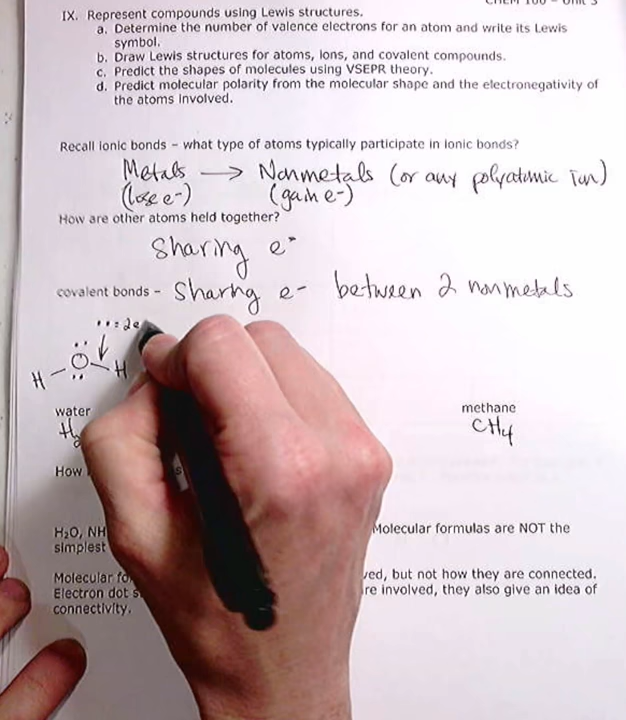 CHEM 100 - Unit 3
IX. Represent compounds using Lewis structures.
a. Determine the number of valence electrons for an atom and write its Lewis
symbol.
b. Draw Lewis structures for atoms, ions, and covalent compounds.
c. Predict the shapes of molecules using VSEPR theory.
d. Predict molecular polarity from the molecular shape and the electronegativity of
the atoms involved.
Recall ionic bonds – what type of atoms typically participate in ionic bonds?
Metals → Nonmetals (or any polyatomic ion)
(lose e-) (gain e-)
How are other atoms held together?
Sharing e-
covalent bonds – Sharing e- between 2 nonmetals
··=2e
H – O – H
water methane
H2 CH4
How
H2O, NH Molecular formulas are NOT the
simplest
Molecular fo ved, but not how they are connected.
Electron dot s re involved, they also give an idea of
connectivity.